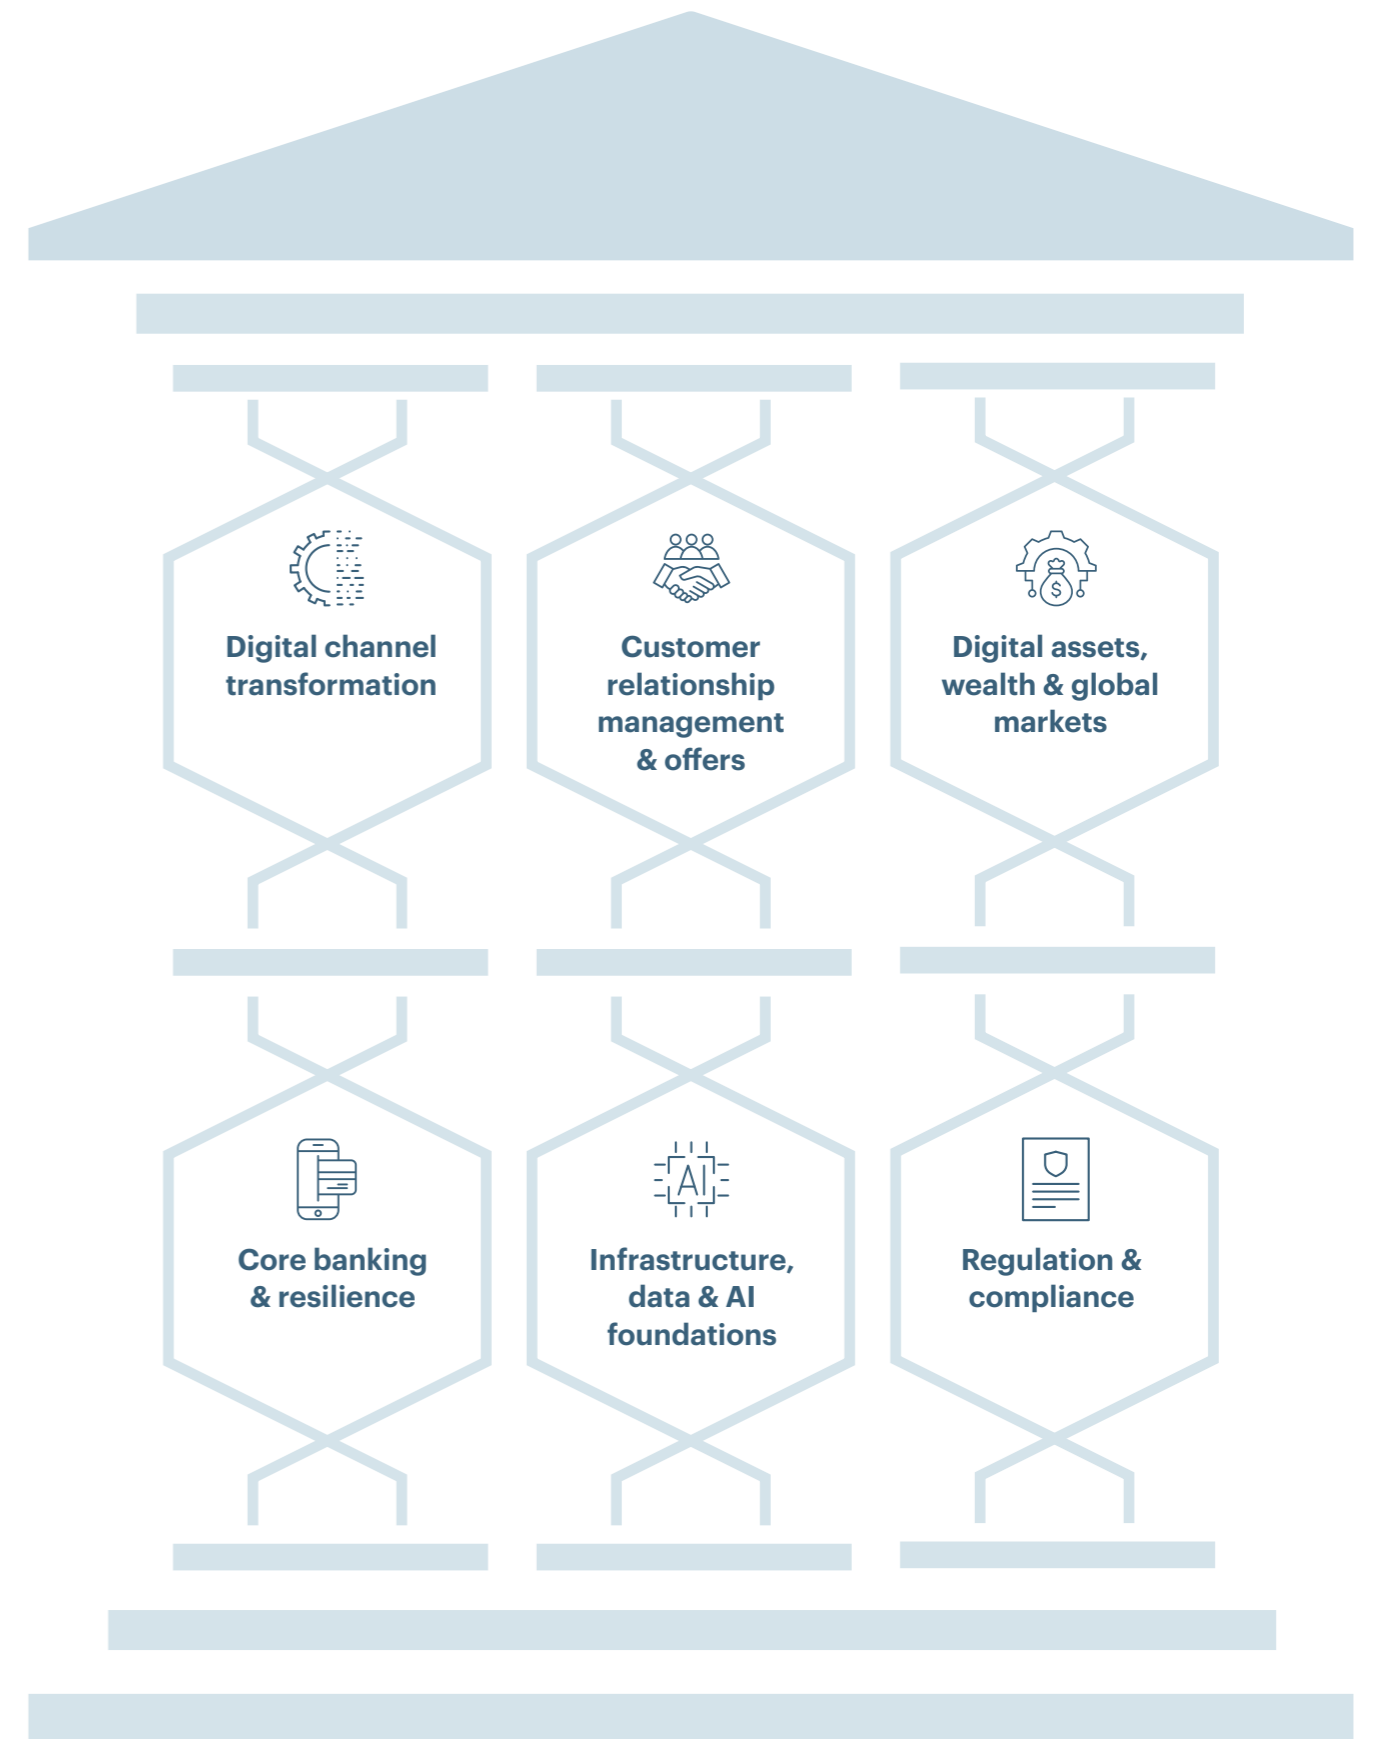 Digital channel
transformation
Customer
relationship
management
& offers
Digital assets,
wealth & global
markets
$
Core banking
& resilience
AI
Infrastructure,
data & AI
foundations
Regulation &
compliance